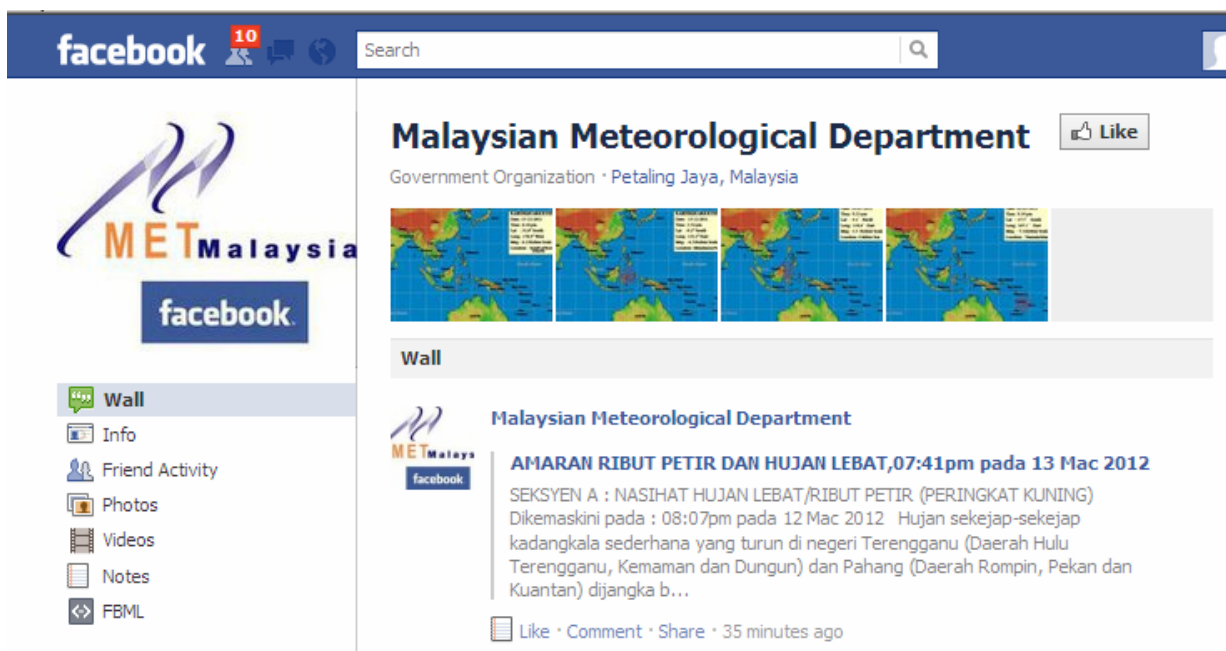 facebook
10
Search
METMalaysia
facebook
Malaysian Meteorological Department
Like
Government Organization · Petaling Jaya, Malaysia
Wall
Info
Friend Activity
Photos
Videos
Notes
FBML
Wall
METMalays
facebook
Malaysian Meteorological Department
AMARAN RIBUT PETIR DAN HUJAN LEBAT,07:41pm pada 13 Mac 2012
SEKSYEN A : NASIHAT HUJAN LEBAT/RIBUT PETIR (PERINGKAT KUNING)
Dikemaskini pada : 08:07pm pada 12 Mac 2012 Hujan sekejap-sekejap
kadangkala sederhana yang turun di negeri Terengganu (Daerah Hulu
Terengganu, Kemaman dan Dungun) dan Pahang (Daerah Rompin, Pekan dan
Kuantan) dijangka b...
Like · Comment · Share · 35 minutes ago